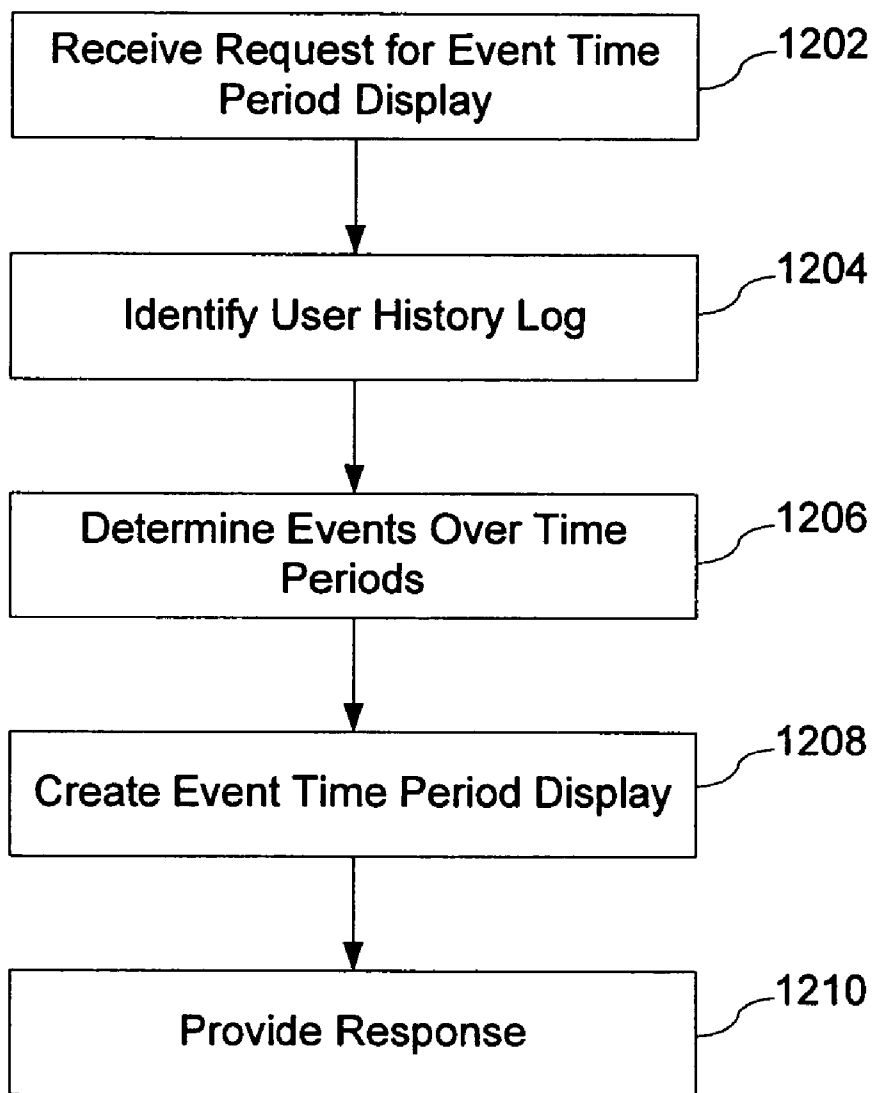 Receive Request for Event Time
Period Display
1202
Identify User History Log
1204
Determine Events Over Time
Periods
1206
Create Event Time Period Display
1208
Provide Response
1210